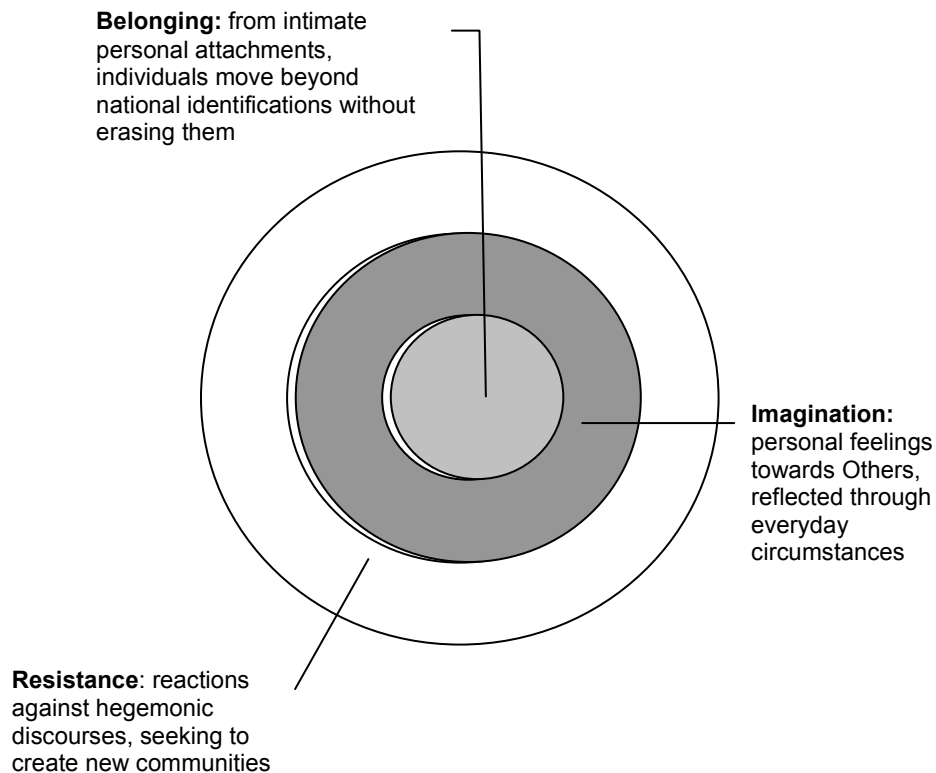 Belonging: from intimate
personal attachments,
individuals move beyond
national identifications without
erasing them
Imagination:
personal feelings
towards Others,
reflected through
everyday
circumstances
Resistance: reactions
against hegemonic
discourses, seeking to
create new communities